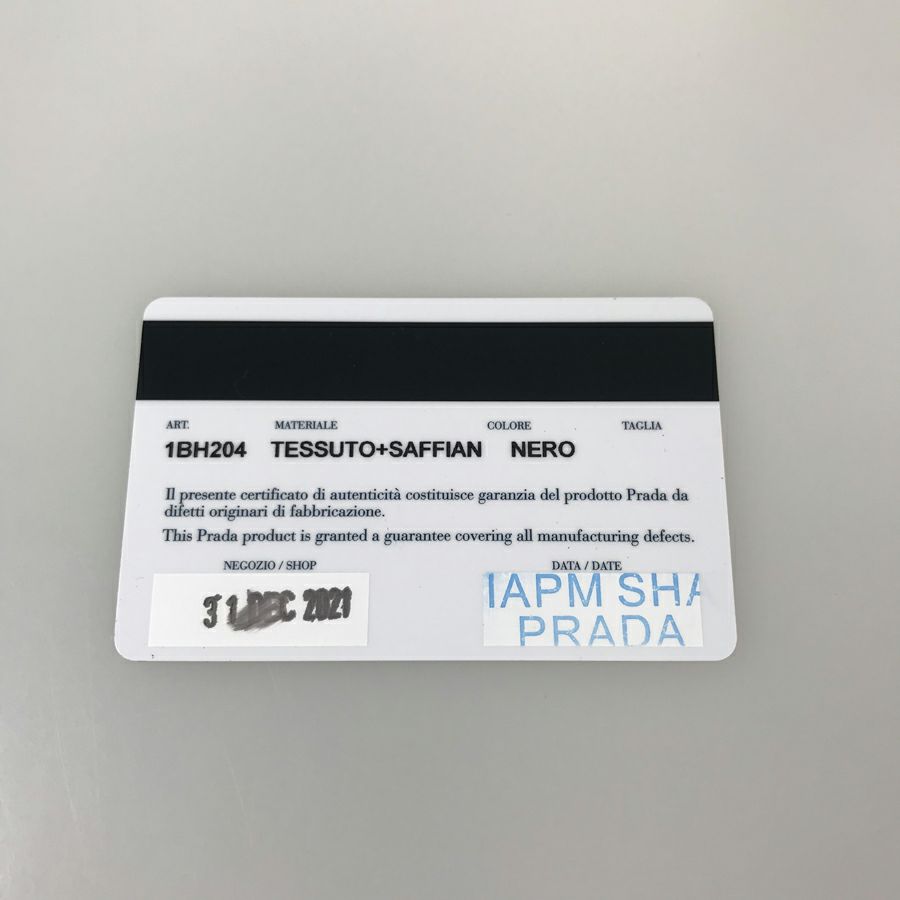 ART. MATERIALE COLORE TAGLIA
1BH204 TESSUTO+SAFFIAN NERO
Il presente certificato di autenticità costituisce garanzia del prodotto Prada da
difetti originari di fabbricazione.
This Prada product is granted a guarantee covering all manufacturing defects.
NEGOZIO / SHOP DATA / DATE
31 DEC 2021 IAPM SHA
PRADA